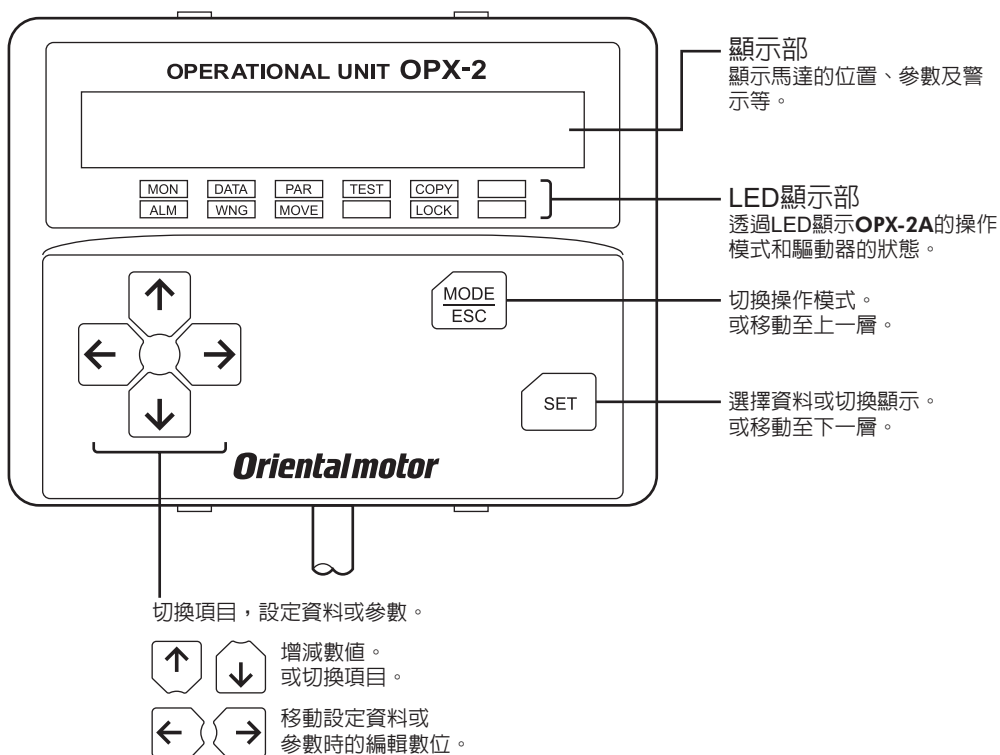 OPERATIONAL UNIT OPX-2
MON DATA PAR TEST COPY
ALM WNG MOVE LOCK
MODE
ESC
SET
Orientalmotor
顯示部
顯示馬達的位置、參數及警
示等。
LED顯示部
透過LED顯示OPX-2A的操作
模式和驅動器的狀態。
切換操作模式。
或移動至上一層。
選擇資料或切換顯示。
或移動至下一層。
切換項目，設定資料或參數。
增減數值。
或切換項目。
移動設定資料或
參數時的編輯數位。